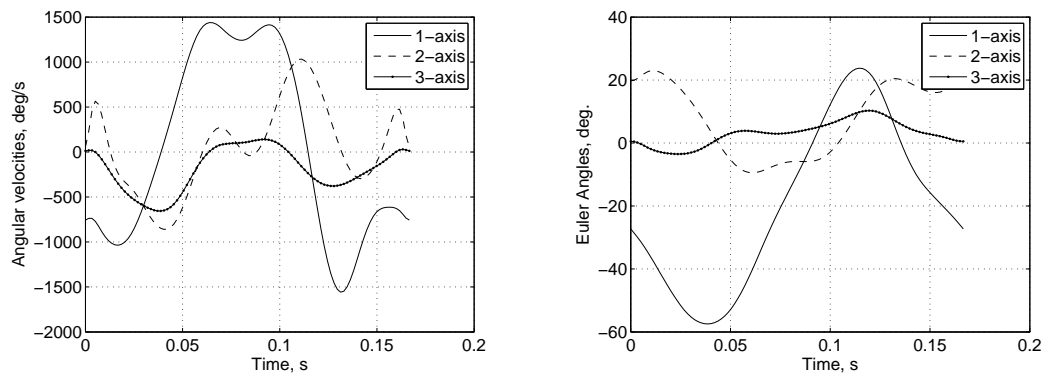 1500
1000
500
0
−500
−1000
−1500
−2000
Angular velocities, deg/s
0
0.05
0.1
0.15
0.2
Time, s
1−axis
2−axis
3−axis
40
20
0
−20
−40
−60
Euler Angles, deg.
0
0.05
0.1
0.15
0.2
Time, s
1−axis
2−axis
3−axis